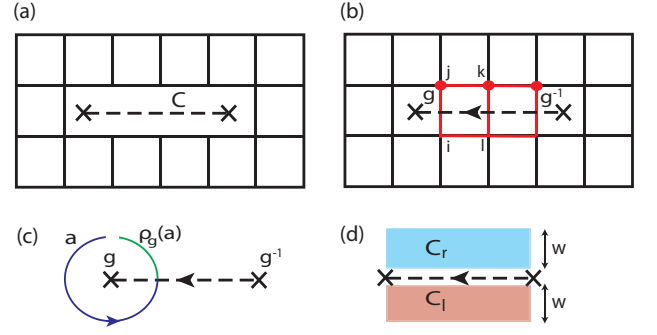 (a)
C
(b)
j k
g g⁻¹
i l
(c)
a ρg(a)
g g⁻¹
(d)
Cr w
Cl w